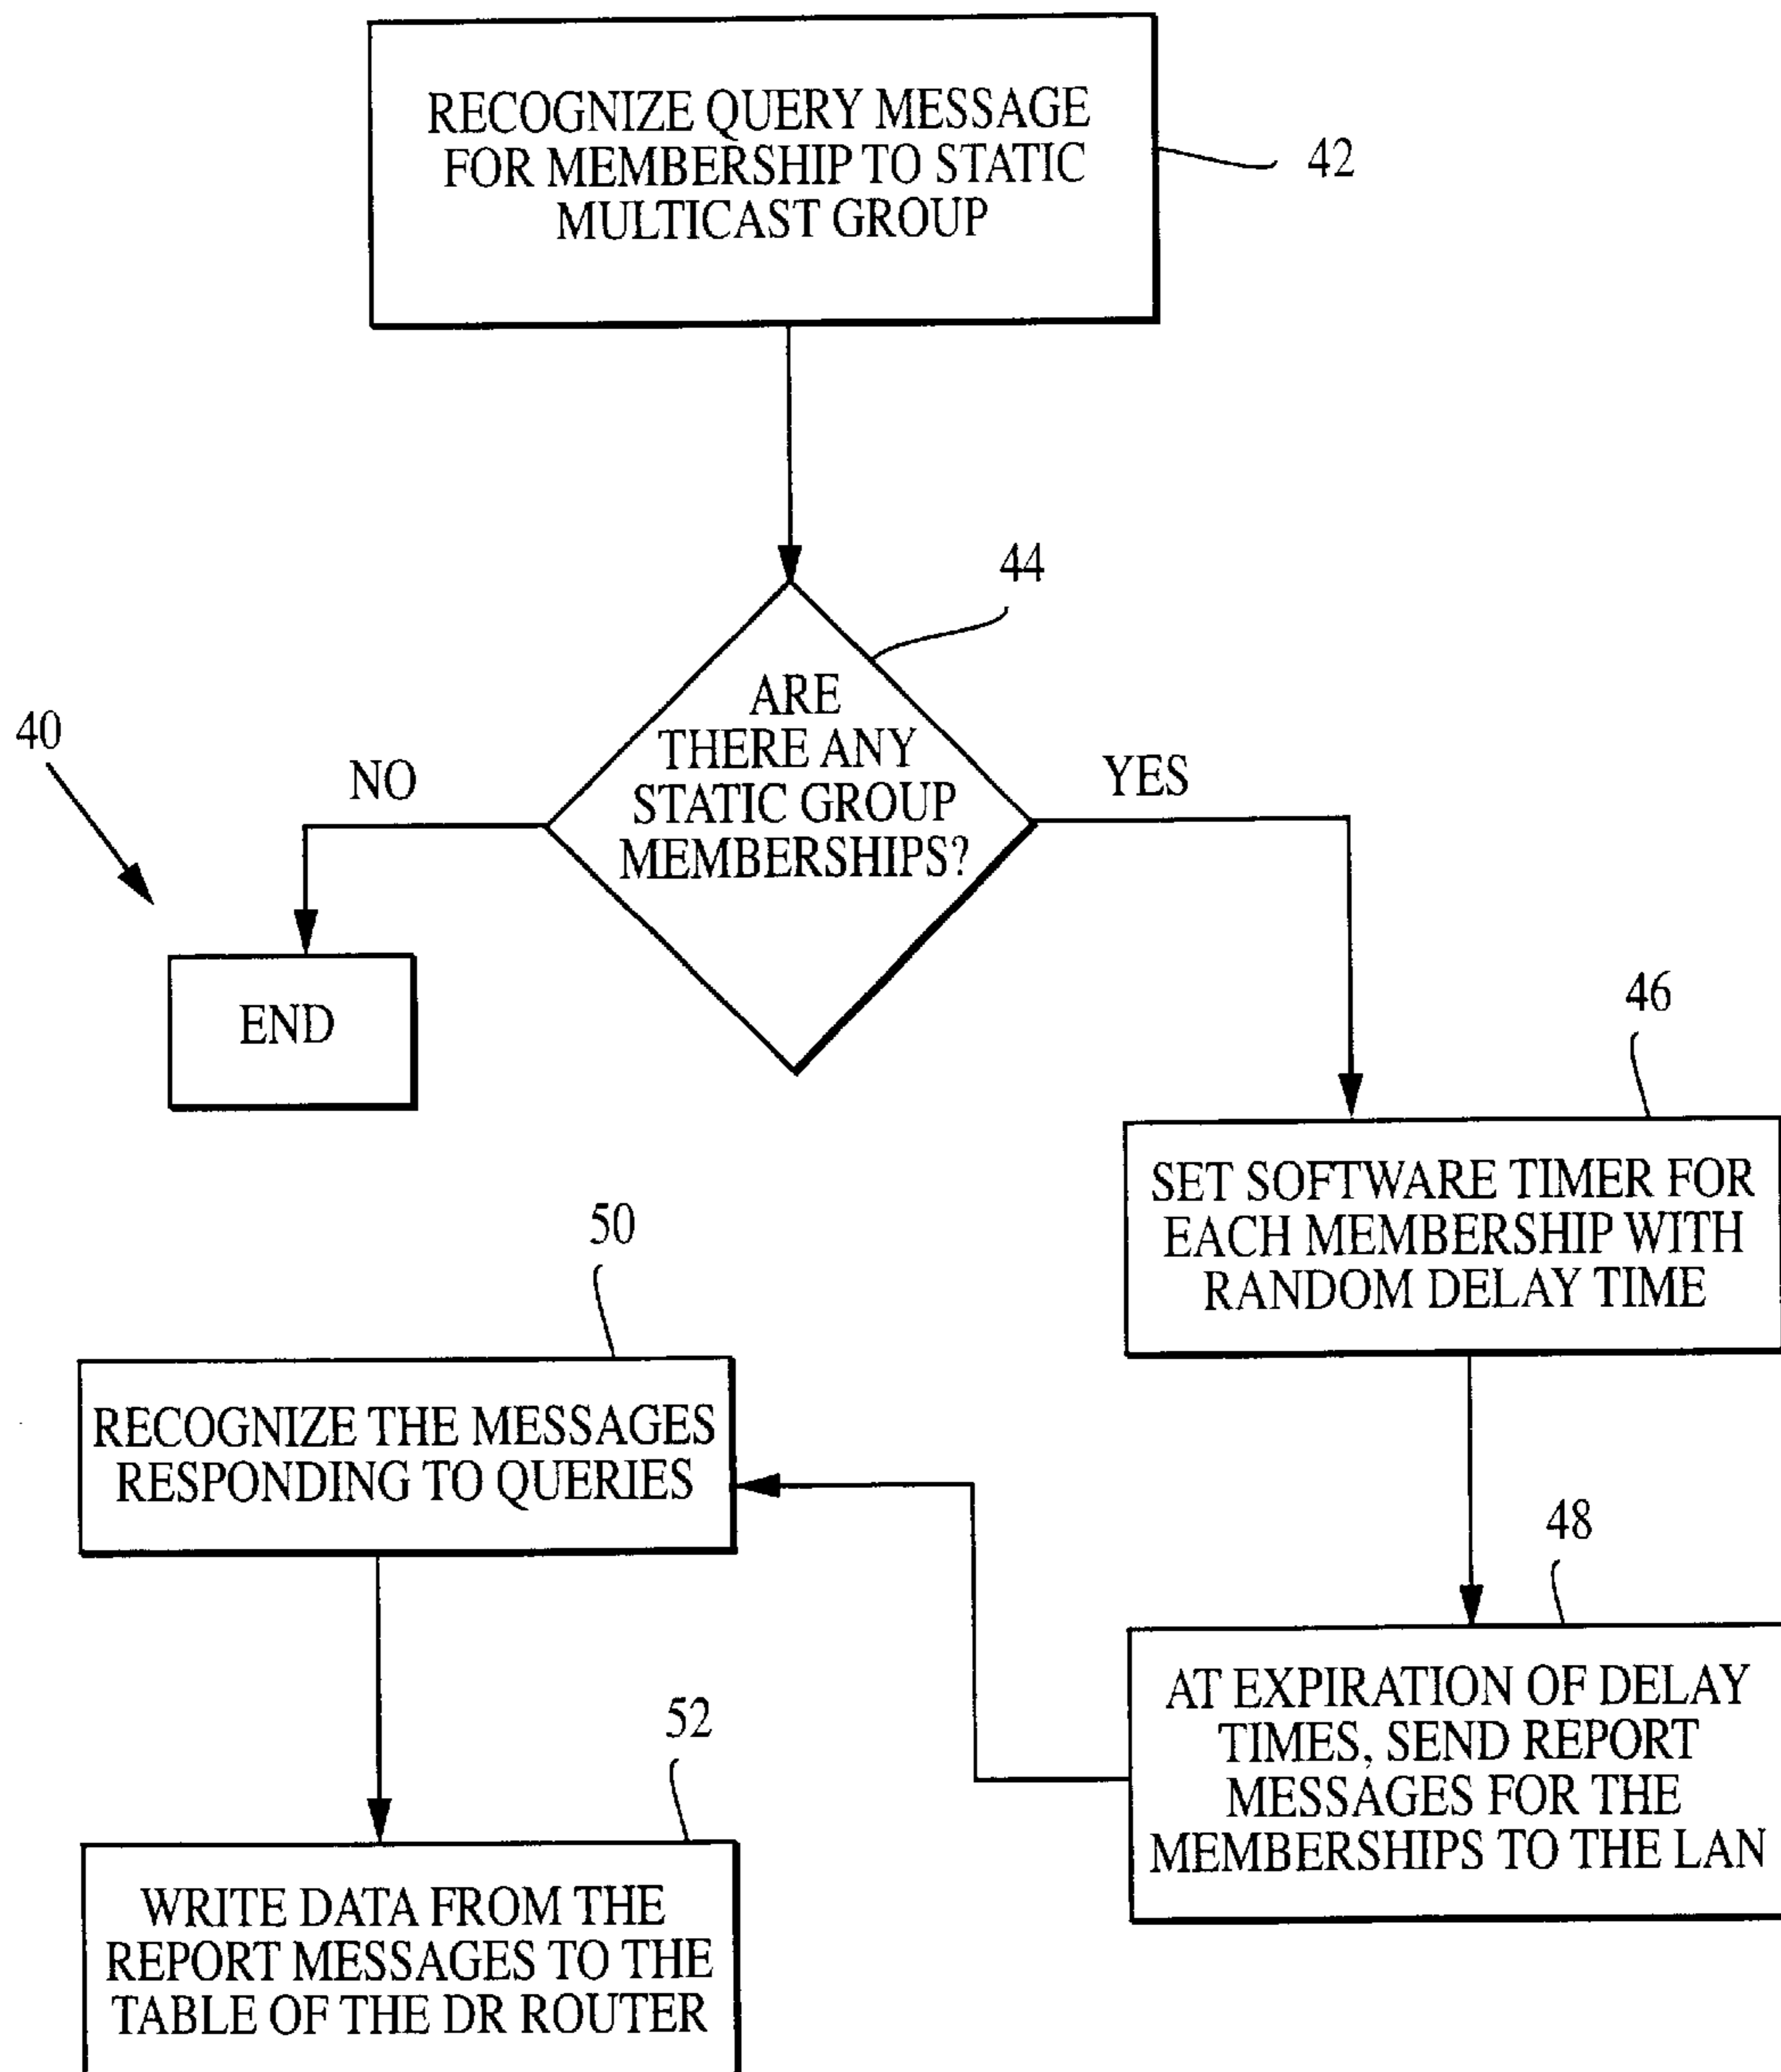 RECOGNIZE QUERY MESSAGE
FOR MEMBERSHIP TO STATIC
MULTICAST GROUP
42
44
ARE
THERE ANY
STATIC GROUP
MEMBERSHIPS?
40
NO
YES
END
46
SET SOFTWARE TIMER FOR
EACH MEMBERSHIP WITH
RANDOM DELAY TIME
50
RECOGNIZE THE MESSAGES
RESPONDING TO QUERIES
48
AT EXPIRATION OF DELAY
TIMES, SEND REPORT
MESSAGES FOR THE
MEMBERSHIPS TO THE LAN
52
WRITE DATA FROM THE
REPORT MESSAGES TO THE
TABLE OF THE DR ROUTER